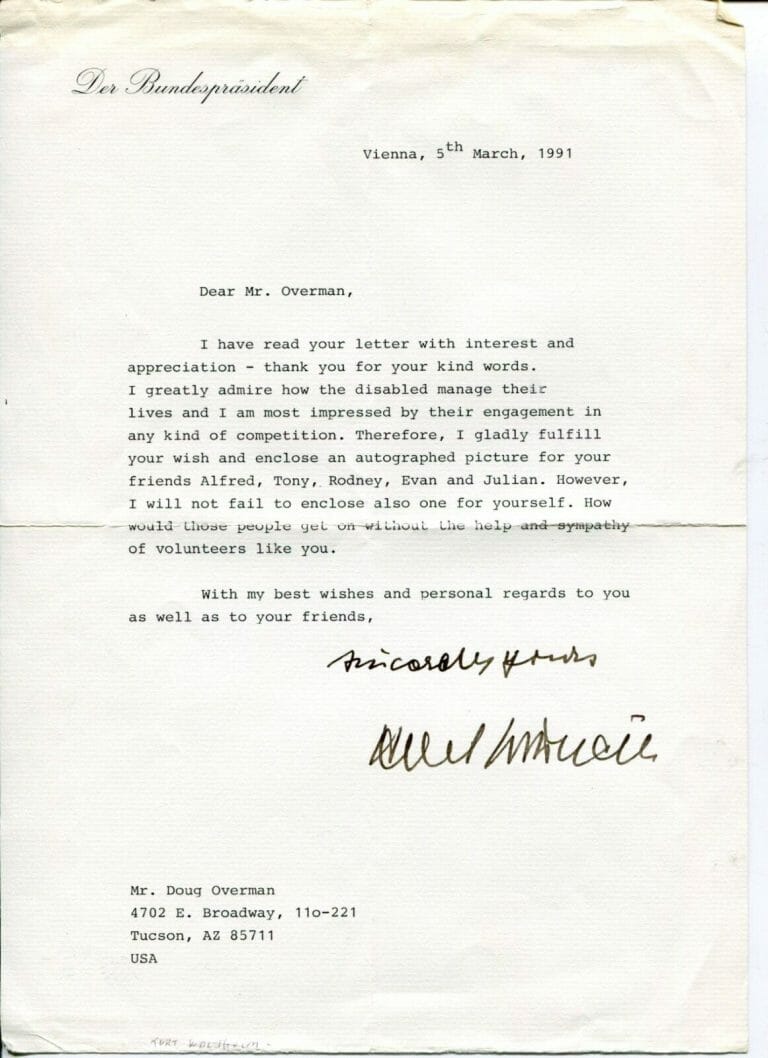 Der Bundespräsident
Vienna, 5th March, 1991
Dear Mr. Overman,
I have read your letter with interest and
appreciation - thank you for your kind words.
I greatly admire how the disabled manage their
lives and I am most impressed by their engagement in
any kind of competition. Therefore, I gladly fulfill
your wish and enclose an autographed picture for your
friends Alfred, Tony, Rodney, Evan and Julian. However,
I will not fail to enclose also one for yourself. How
would those people get on without the help and sympathy
of volunteers like you.
With my best wishes and personal regards to you
as well as to your friends,
sincerely yours
Mr. Doug Overman
4702 E. Broadway, 11o-221
Tucson, AZ 85711
USA
KURT WALDHEIM.